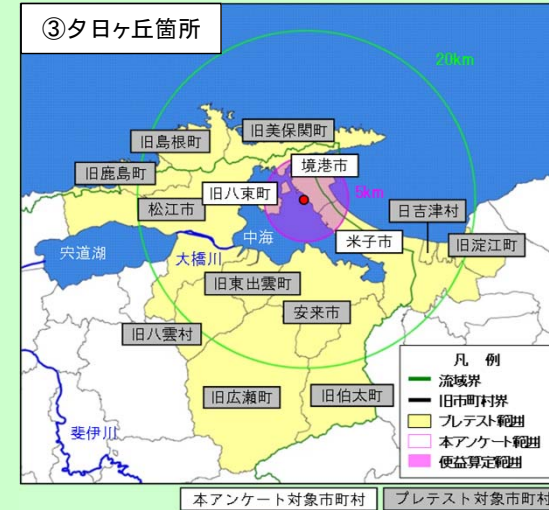 ③夕日ヶ丘箇所
20km
旧美保関町
旧島根町
境港市
旧鹿島町
旧八束町
5km
日吉津村
松江市
中海
米子市
宍道湖
大橋川
旧淀江町
旧東出雲町
安来市
旧八雲村
旧広瀬町
旧伯太町
斐伊川
凡 例
流域界
旧市町村界
プレテスト範囲
本アンケート範囲
便益算定範囲
本アンケート対象市町村
プレテスト対象市町村